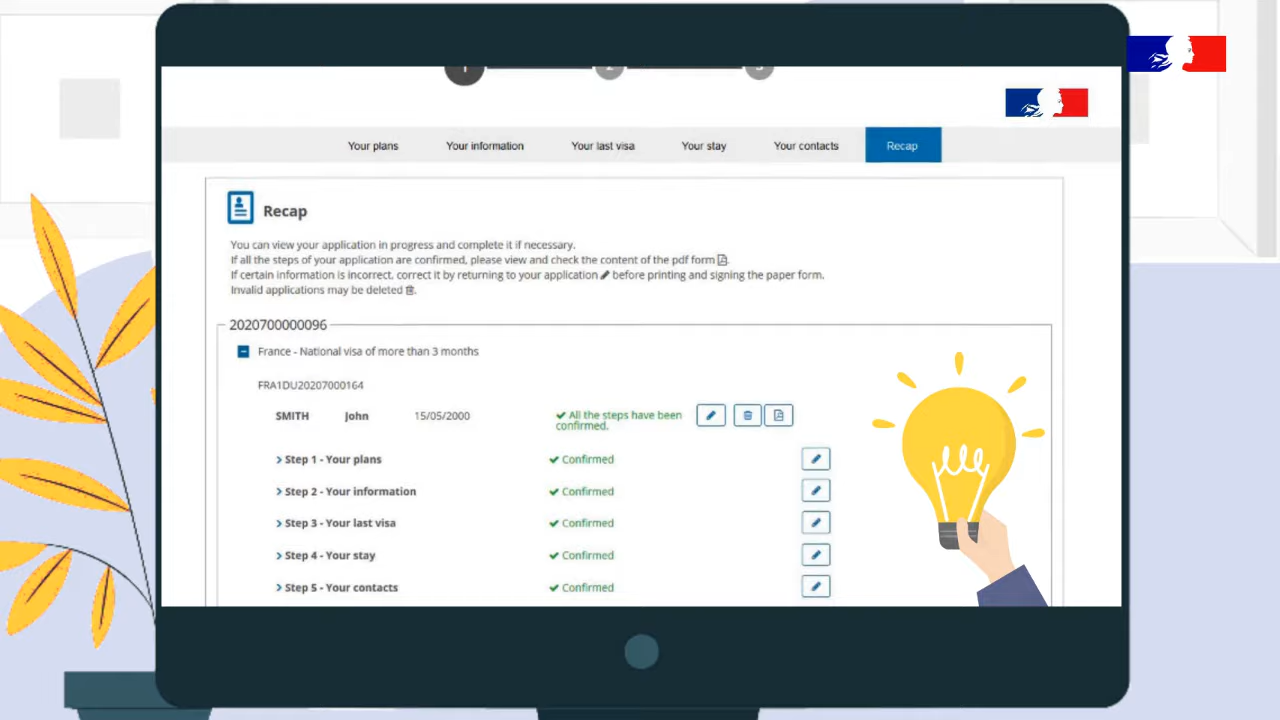 1 2 3
Your plans Your information Your last visa Your stay Your contacts Recap
Recap
You can view your application in progress and complete it if necessary.
If all the steps of your application are confirmed, please view and check the content of the pdf form .
If certain information is incorrect, correct it by returning to your application before printing and signing the paper form.
Invalid applications may be deleted .
2020700000096
France - National visa of more than 3 months
FRA1DU20207000164
SMITH John 15/05/2000 All the steps have been
confirmed.
Step 1 - Your plans Confirmed
Step 2 - Your information Confirmed
Step 3 - Your last visa Confirmed
Step 4 - Your stay Confirmed
Step 5 - Your contacts Confirmed